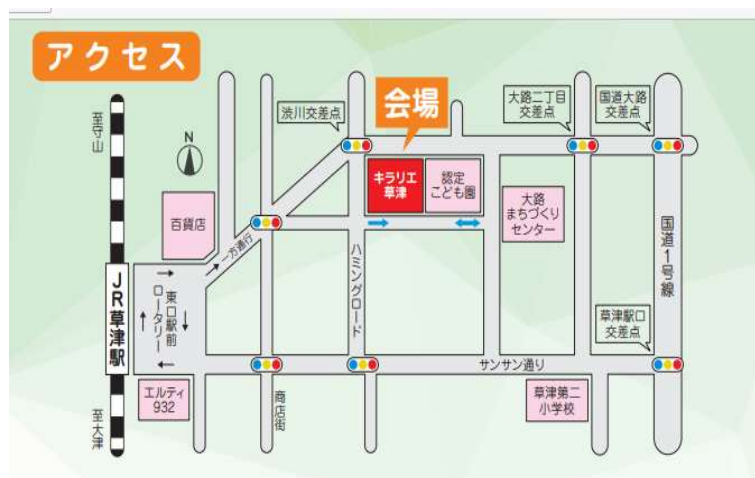 アクセス
至守山
N
渋川交差点
会場
大路二丁目
交差点
国道大路
交差点
キラリエ
草津
認定
こども園
大路
まちづくり
センター
百貨店
一方通行
ハミングロード
国道1号線
JR草津駅
東口駅前
ロータリー
草津駅口
交差点
サンサン通り
エルティ
932
商店街
草津第二
小学校
至大津